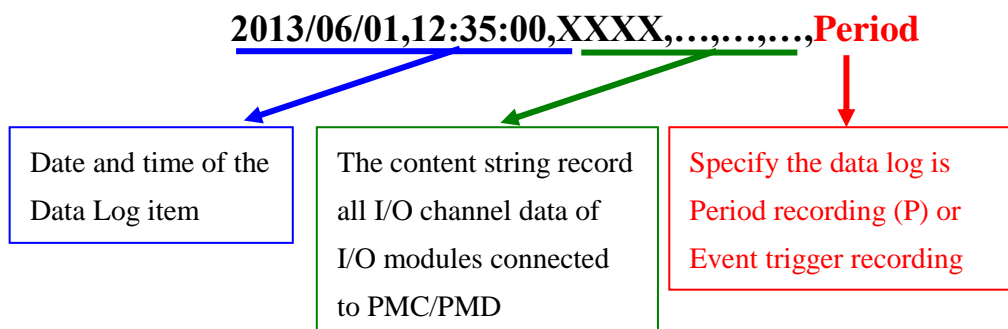 2013/06/01,12:35:00,XXXX,…,…,…,Period
Date and time of the
Data Log item
The content string record
all I/O channel data of
I/O modules connected
to PMC/PMD
Specify the data log is
Period recording (P) or
Event trigger recording